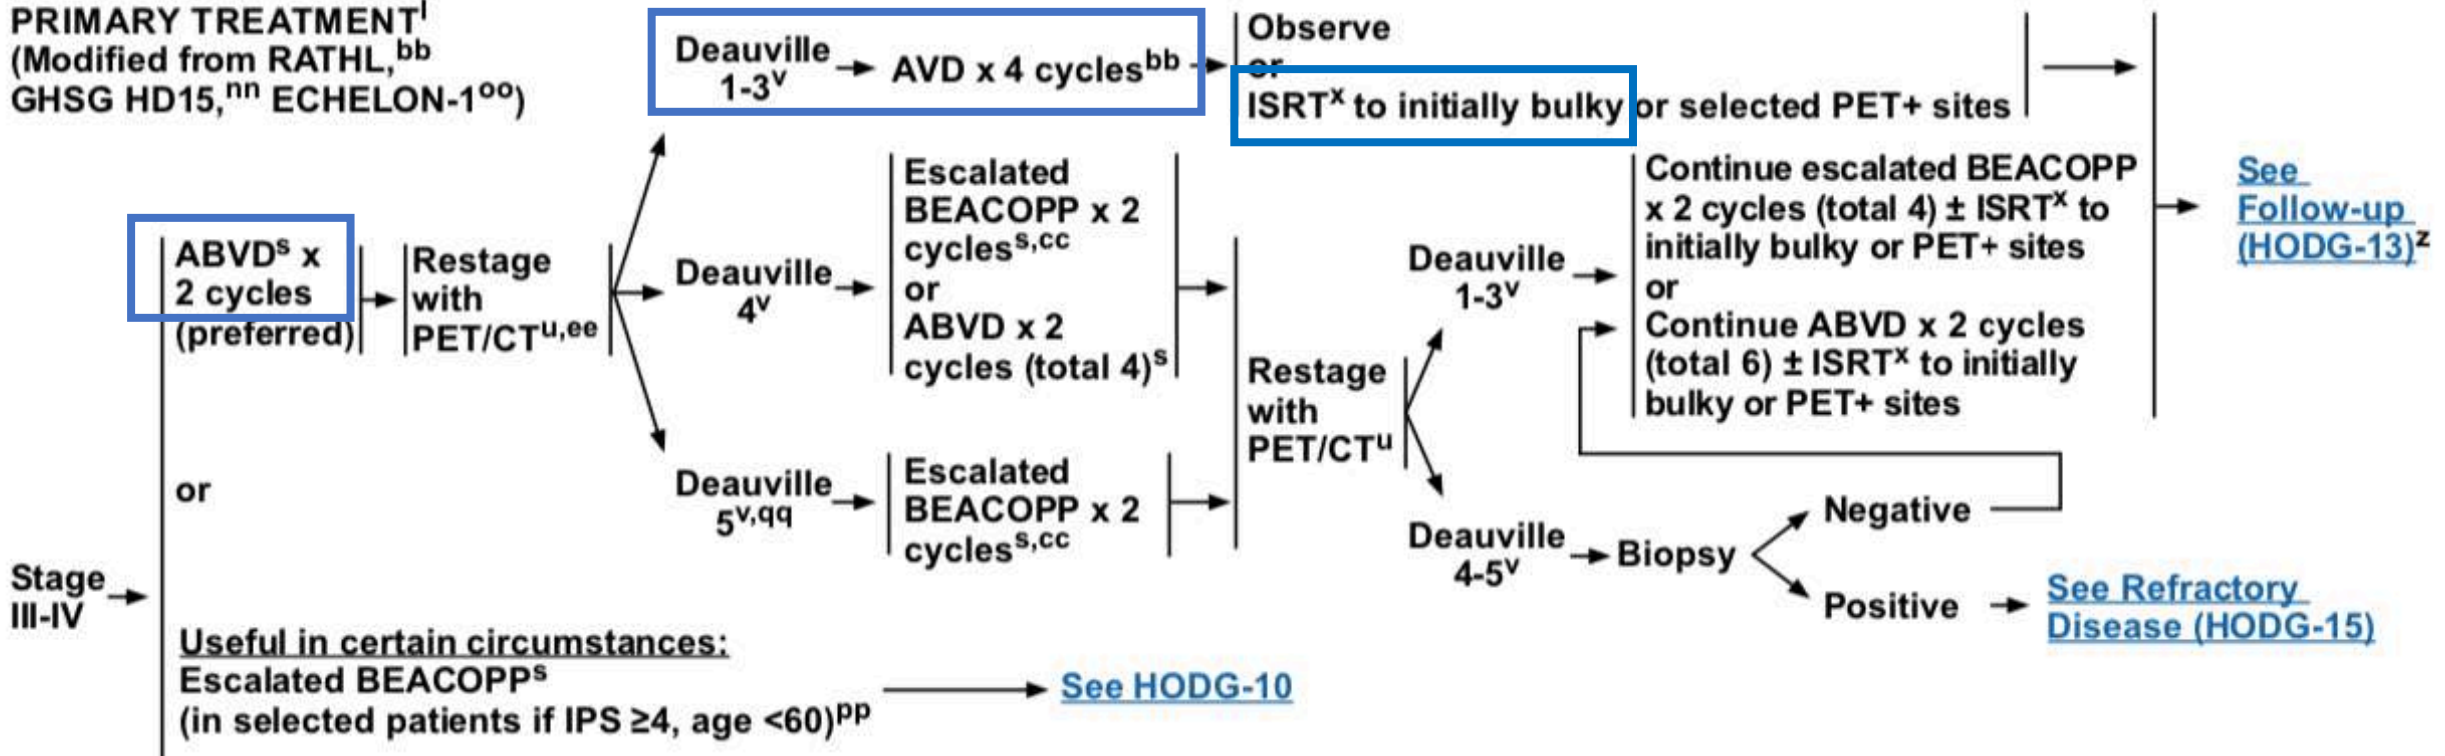 PRIMARY TREATMENTˡ
(Modified from RATHL,ᵇᵇ
GHSG HD15,ⁿⁿ ECHELON-1ᵒᵒ)
Deauville
1-3ᵛ
AVD x 4 cyclesᵇᵇ
Observe
or
ISRTˣ to initially bulky or selected PET+ sites
ABVDˢ x
2 cycles
(preferred)
Restage
with
PET/CTᵘ,ᵉᵉ
Deauville
4ᵛ
Escalated
BEACOPP x 2
cyclesˢ,ᶜᶜ
or
ABVD x 2
cycles (total 4)ˢ
Deauville
5ᵛ,qq
Escalated
BEACOPP x 2
cyclesˢ,ᶜᶜ
Restage
with
PET/CTᵘ
Deauville
1-3ᵛ
Continue escalated BEACOPP
x 2 cycles (total 4) ± ISRTˣ to
initially bulky or PET+ sites
or
Continue ABVD x 2 cycles
(total 6) ± ISRTˣ to initially
bulky or PET+ sites
Deauville
4-5ᵛ
Biopsy
Negative
Positive
See
Follow-up
(HODG-13)ᶻ
See Refractory
Disease (HODG-15)
or
Stage
III-IV
Useful in certain circumstances:
Escalated BEACOPPˢ
(in selected patients if IPS ≥4, age <60)ᵖᵖ
See HODG-10